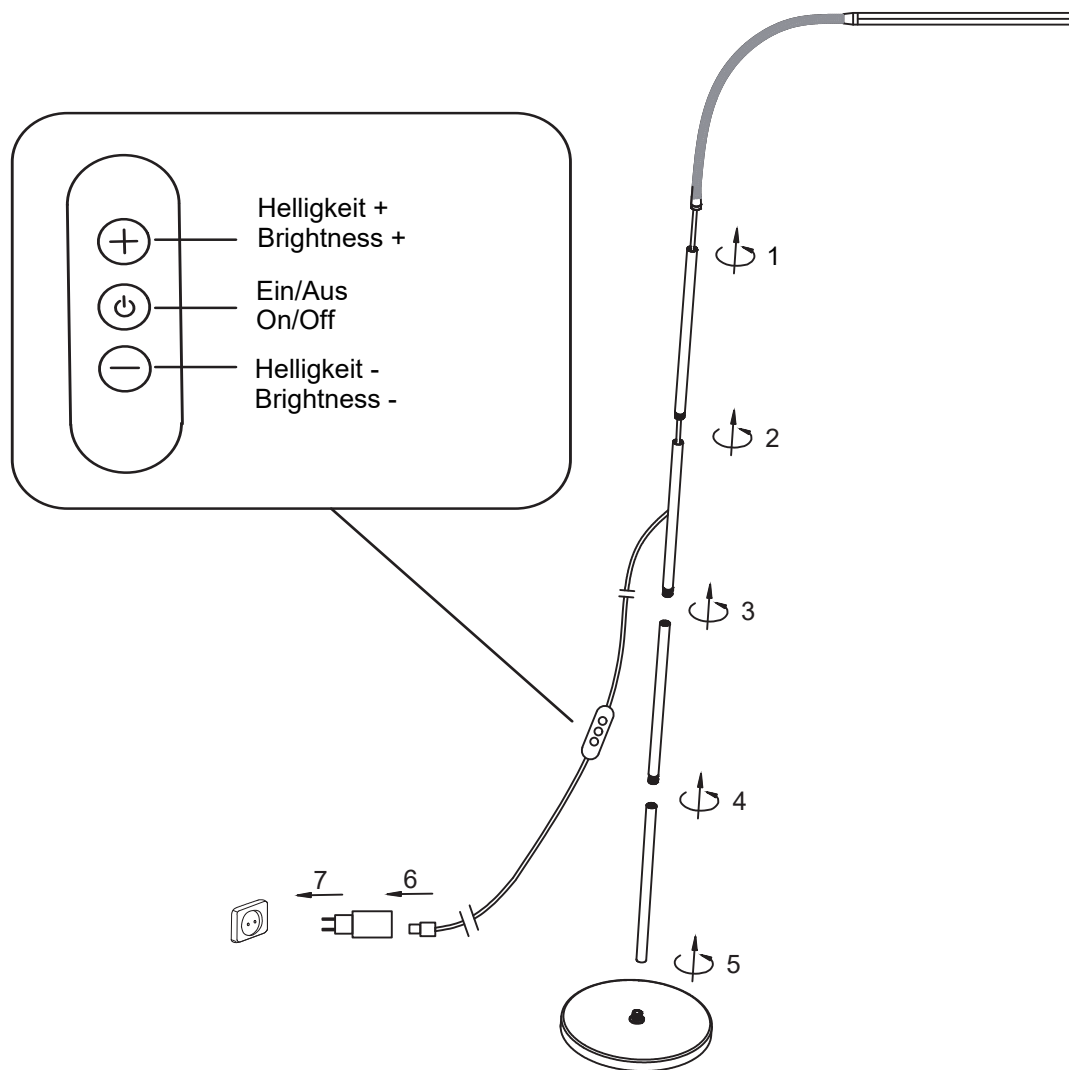 Helligkeit +
Brightness +
Ein/Aus
On/Off
Helligkeit -
Brightness -
1
2
3
4
7
6
5